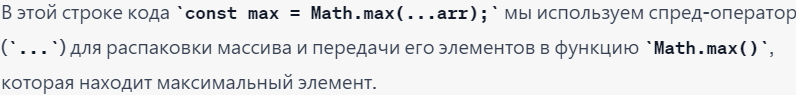 В этой строке кода `const max = Math.max(...arr);` мы используем спред-оператор
(`...`) для распаковки массива и передачи его элементов в функцию `Math.max()`,
которая находит максимальный элемент.